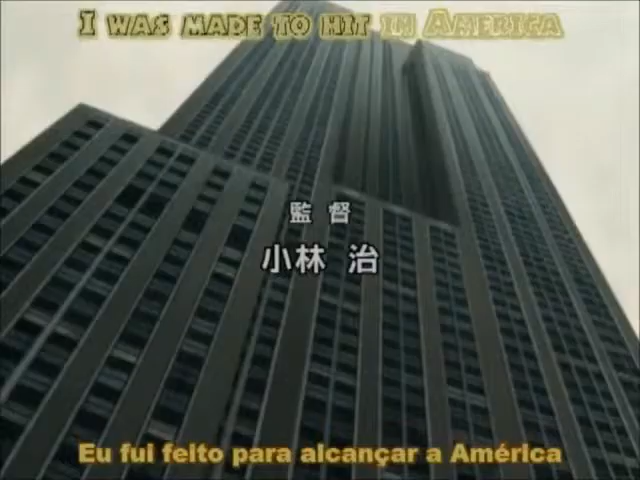 I was made to hit in America
監督
小林 治
Eu fui feito para alcançar a América